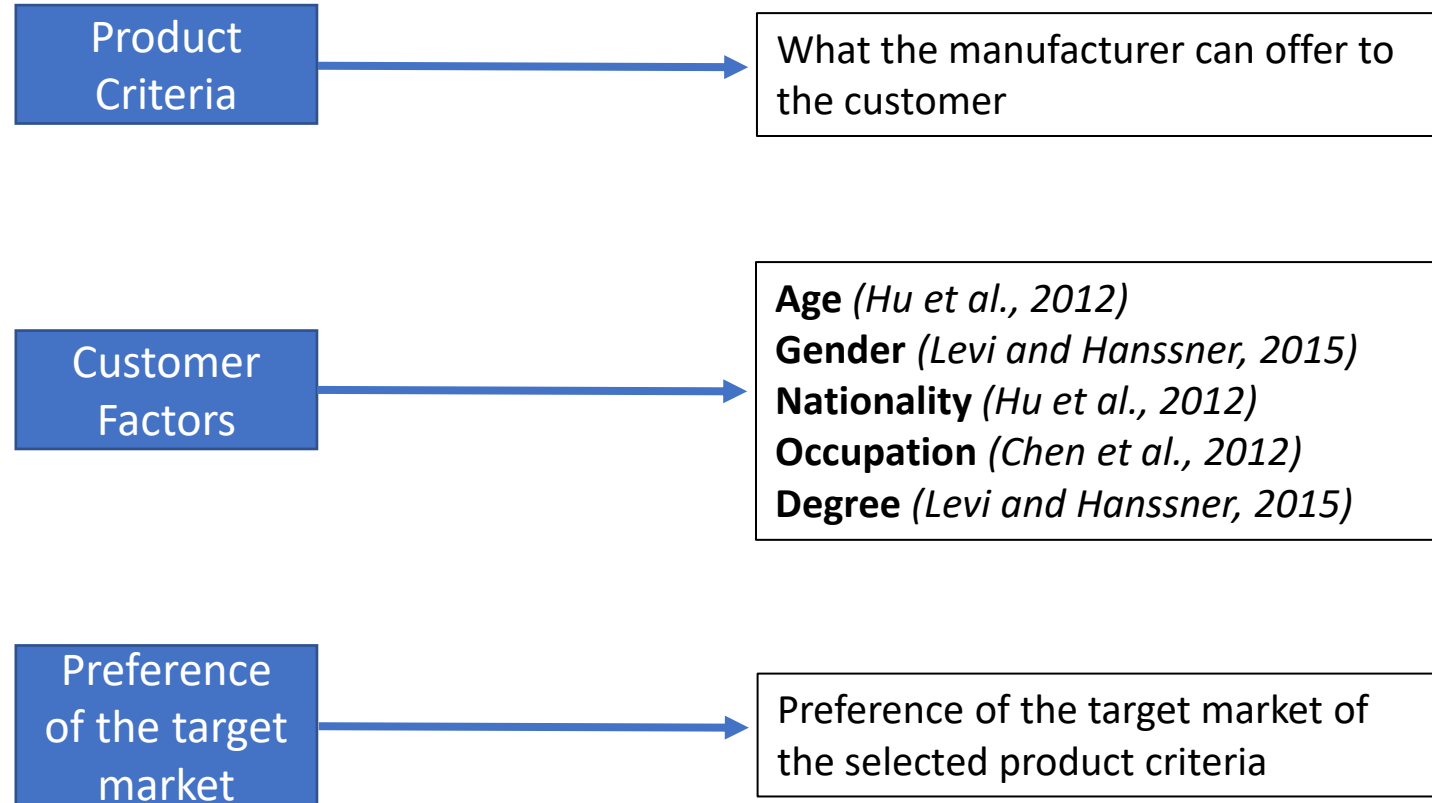 Product
Criteria
What the manufacturer can offer to
the customer
Customer
Factors
Age (Hu et al., 2012)
Gender (Levi and Hanssner, 2015)
Nationality (Hu et al., 2012)
Occupation (Chen et al., 2012)
Degree (Levi and Hanssner, 2015)
Preference
of the target
market
Preference of the target market of
the selected product criteria